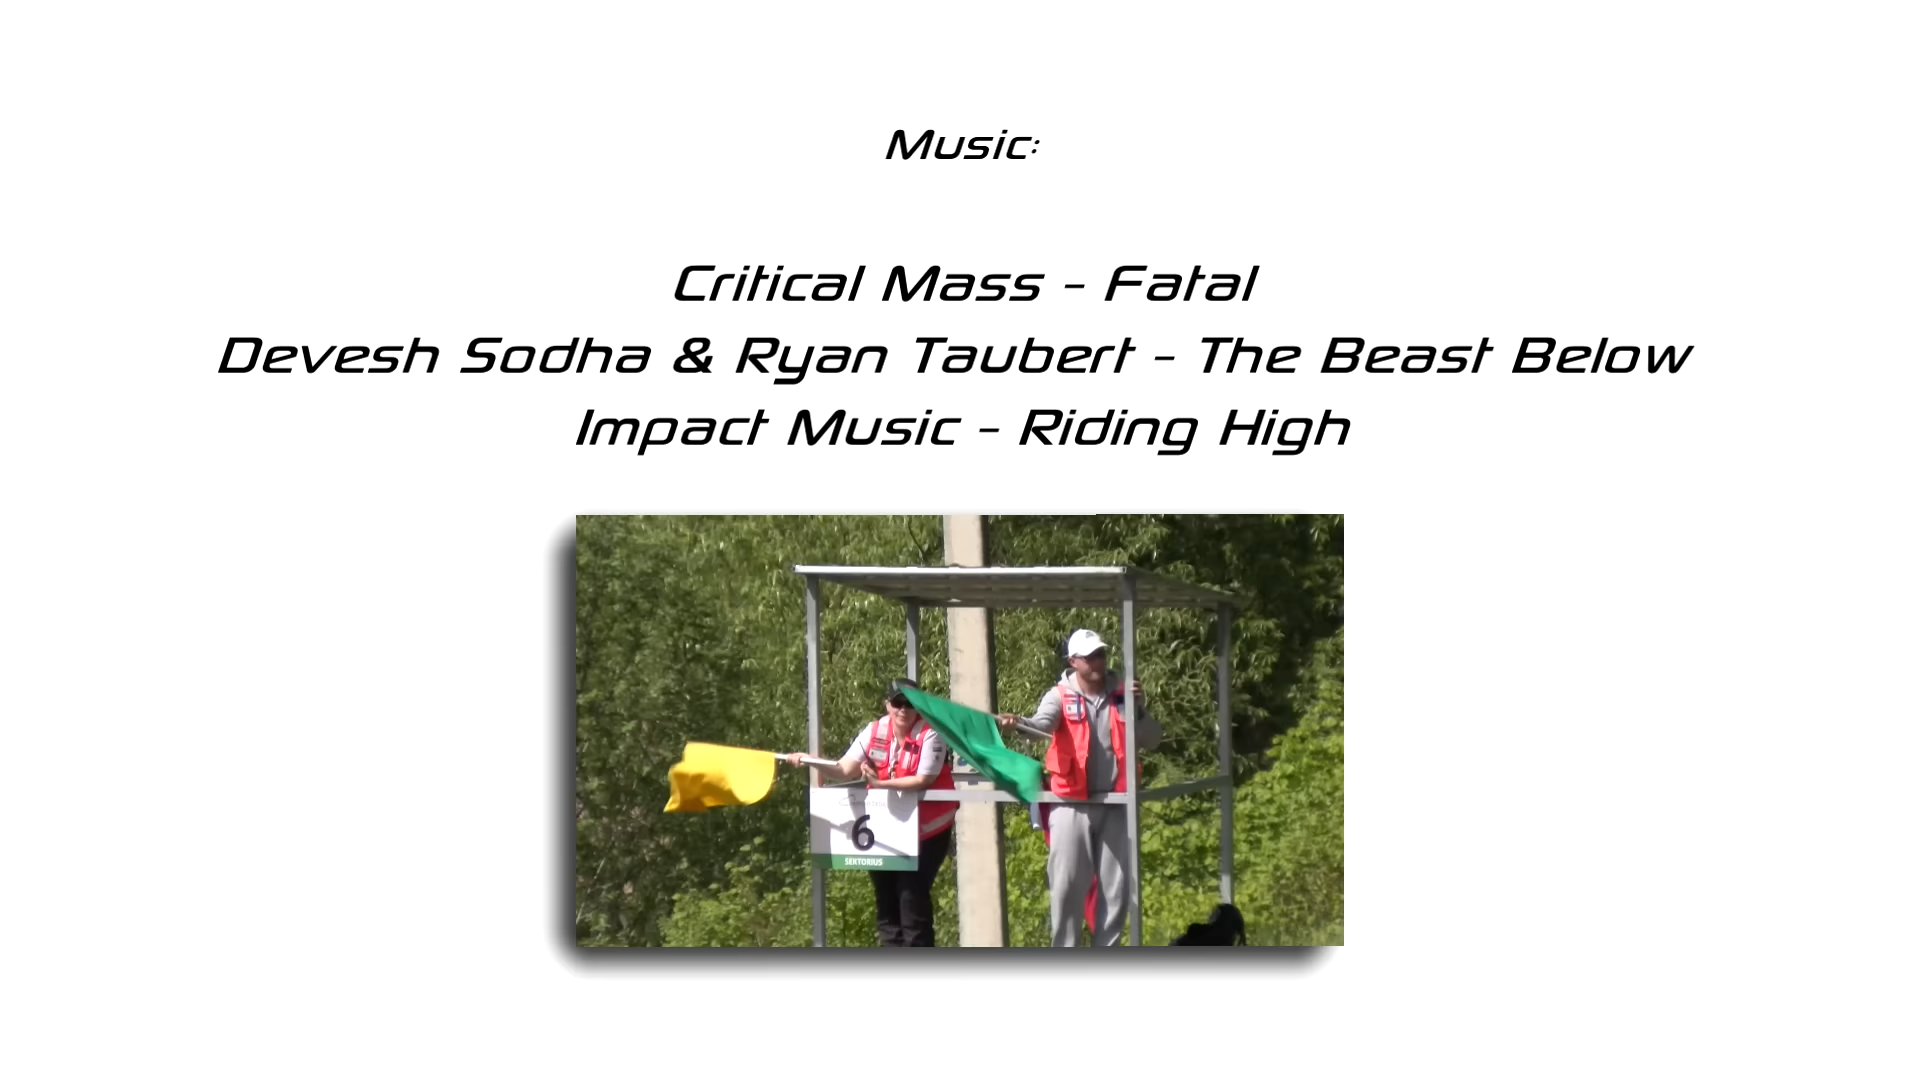 Music:
Critical Mass - Fatal
Devesh Sodha & Ryan Taubert - The Beast Below
Impact Music - Riding High
6
SEKTORIUS